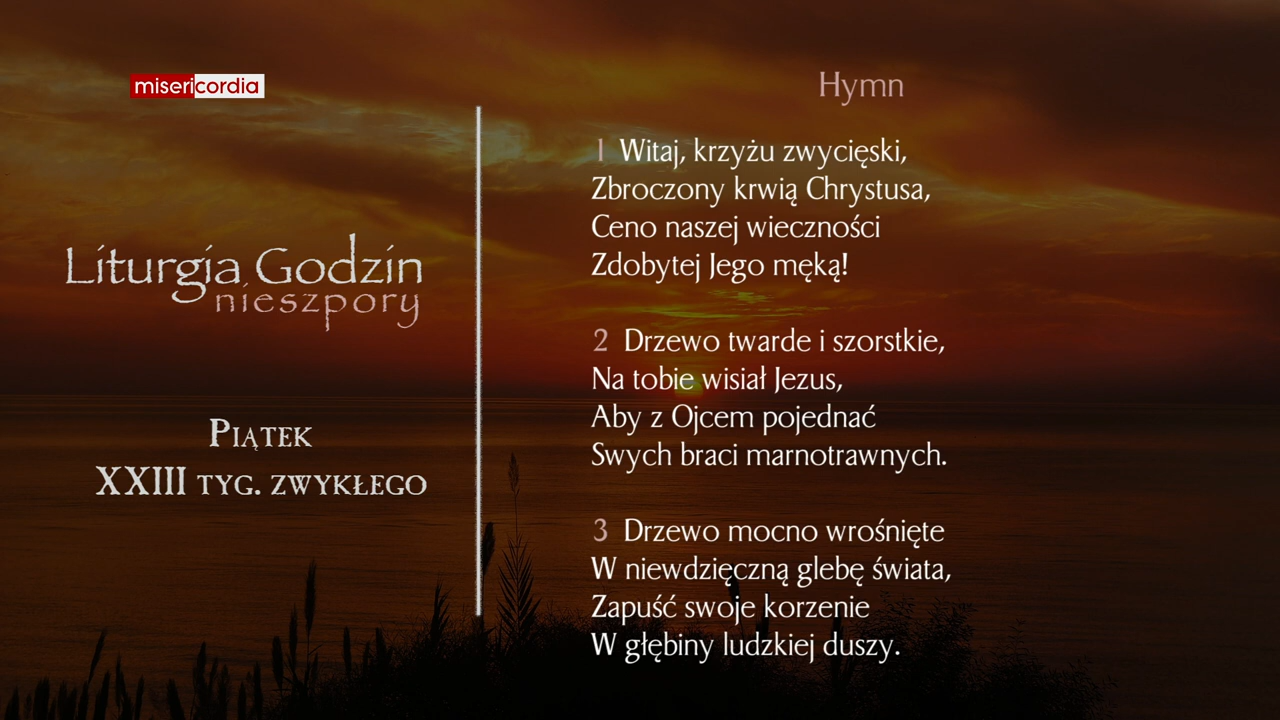 misericordia
Liturgia Godzin
nieszpory
Piątek
XXIII tyg. zwykłego
Hymn
1 Witaj, krzyżu zwycięski,
Zbroczony krwią Chrystusa,
Ceno naszej wieczności
Zdobytej Jego męką!
2 Drzewo twarde i szorstkie,
Na tobie wisiał Jezus,
Aby z Ojcem pojednać
Swych braci marnotrawnych.
3 Drzewo mocno wrośnięte
W niewdzięczną glebę świata,
Zapuść swoje korzenie
W głębiny ludzkiej duszy.